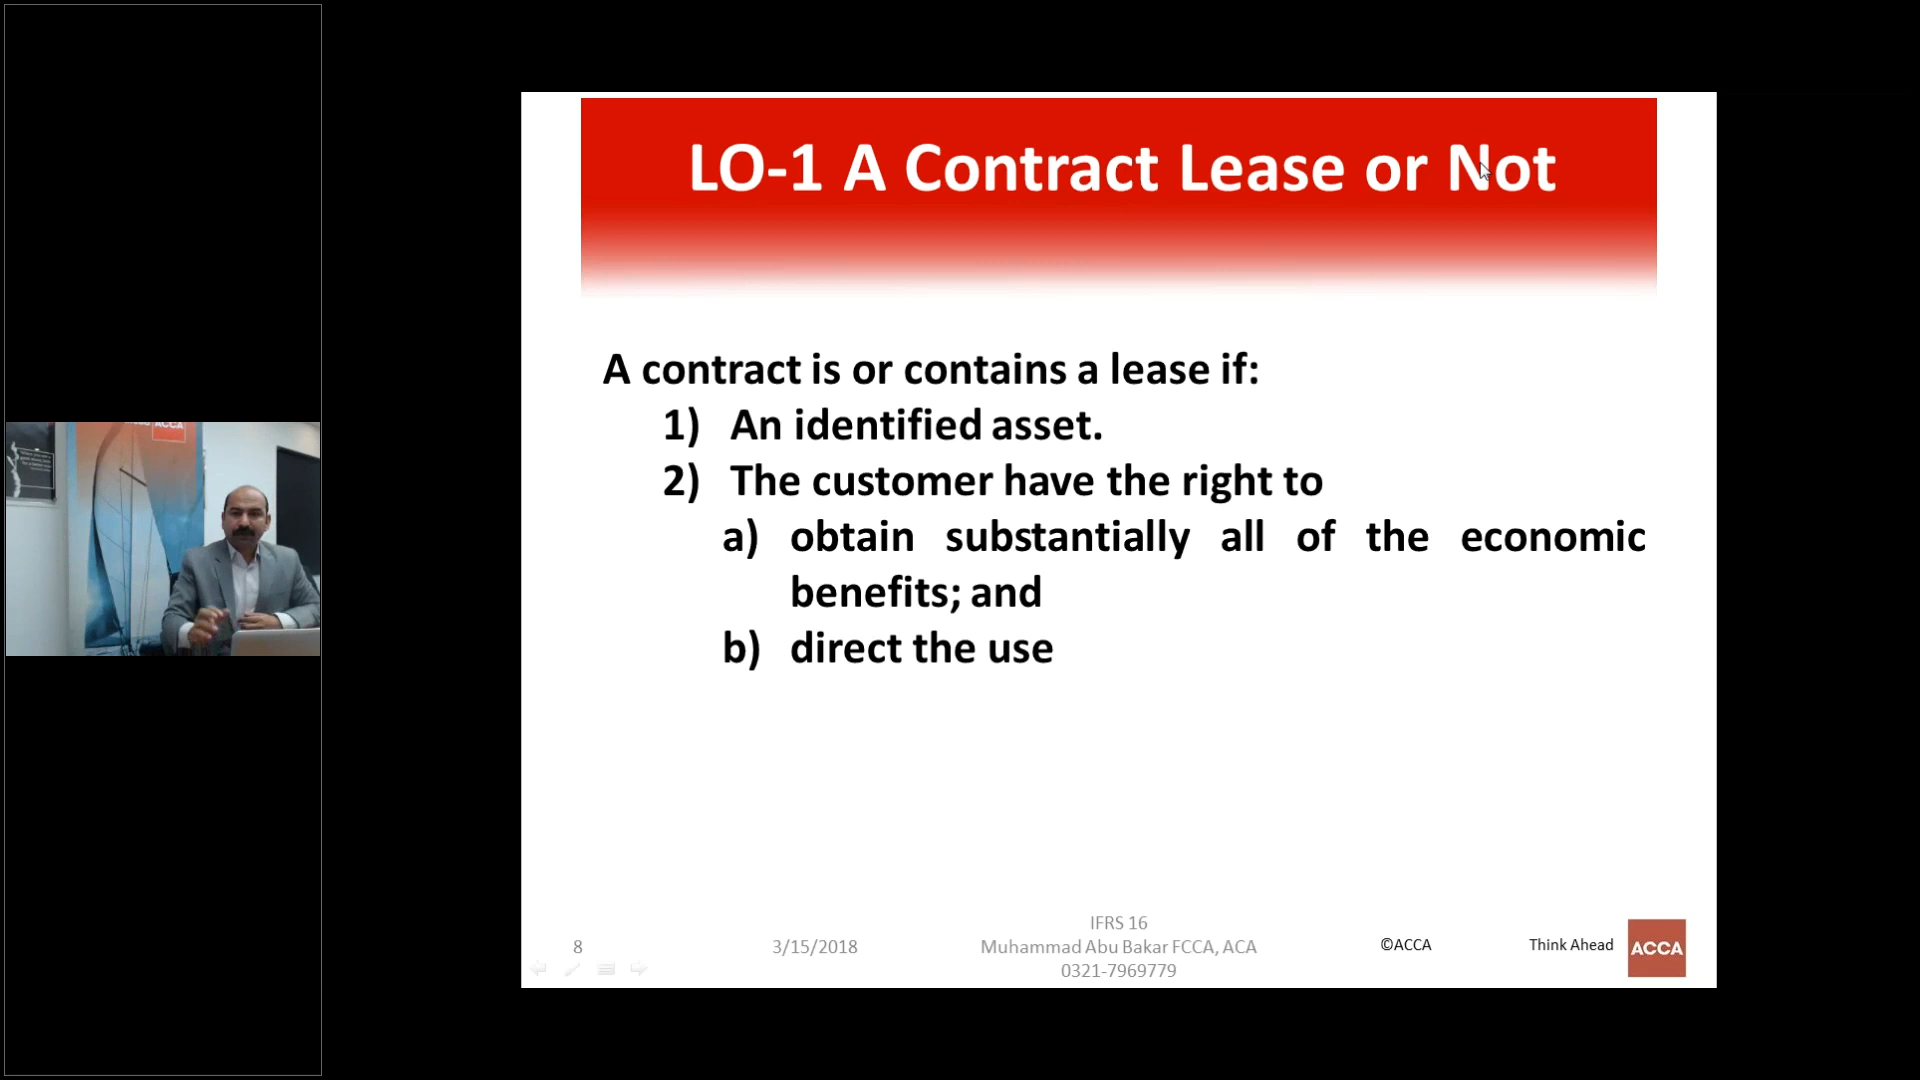 LO-1 A Contract Lease or Not
A contract is or contains a lease if:
1) An identified asset.
2) The customer have the right to
a) obtain substantially all of the economic
benefits; and
b) direct the use
8
3/15/2018
IFRS 16
Muhammad Abu Bakar FCCA, ACA
0321-7969779
©ACCA
Think Ahead
ACCA
ACCA